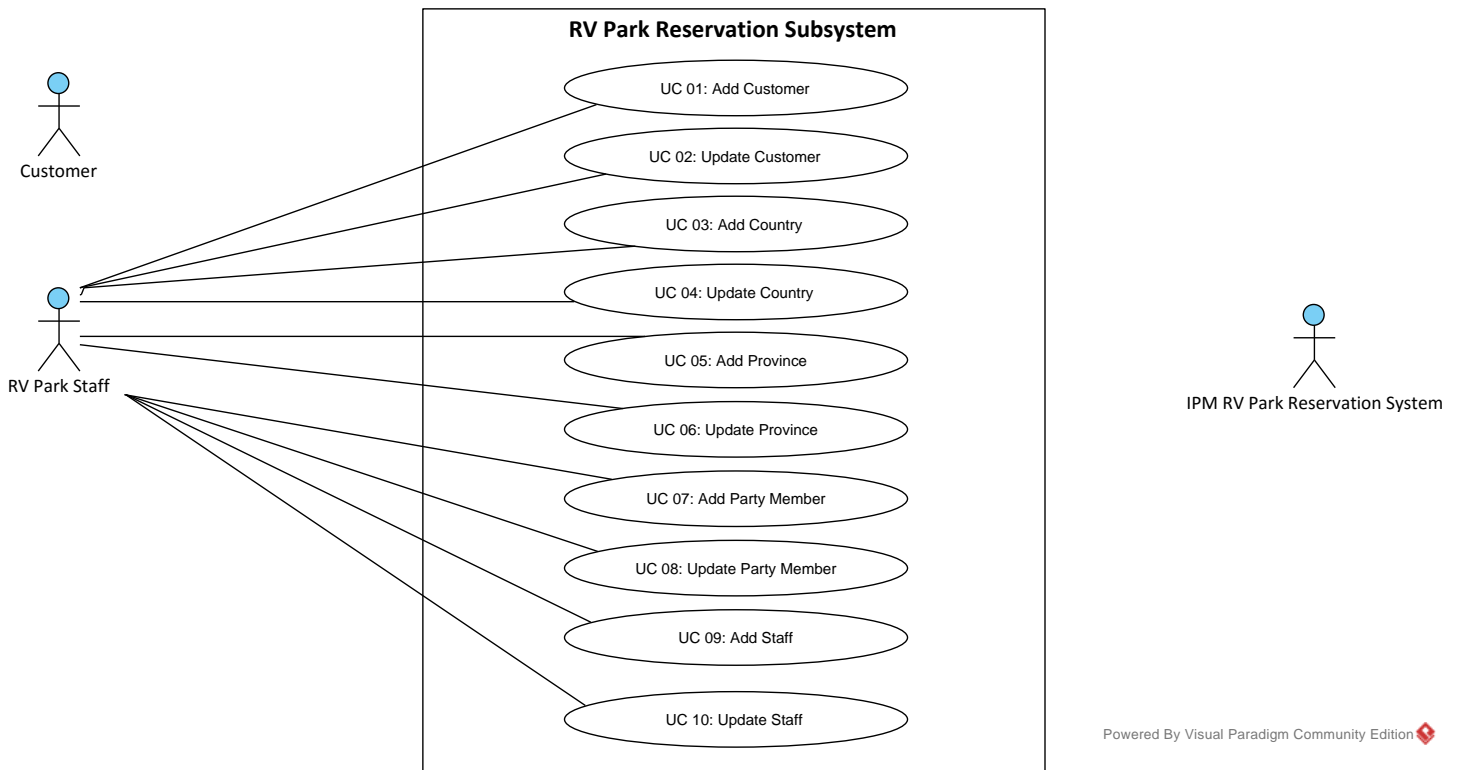 RV Park Reservation Subsystem
UC 01: Add Customer
UC 02: Update Customer
Customer
UC 03: Add Country
UC 04: Update Country
UC 05: Add Province
RV Park Staff
IPM RV Park Reservation System
UC 06: Update Province
UC 07: Add Party Member
UC 08: Update Party Member
UC 09: Add Staff
UC 10: Update Staff
Powered By Visual Paradigm Community Edition